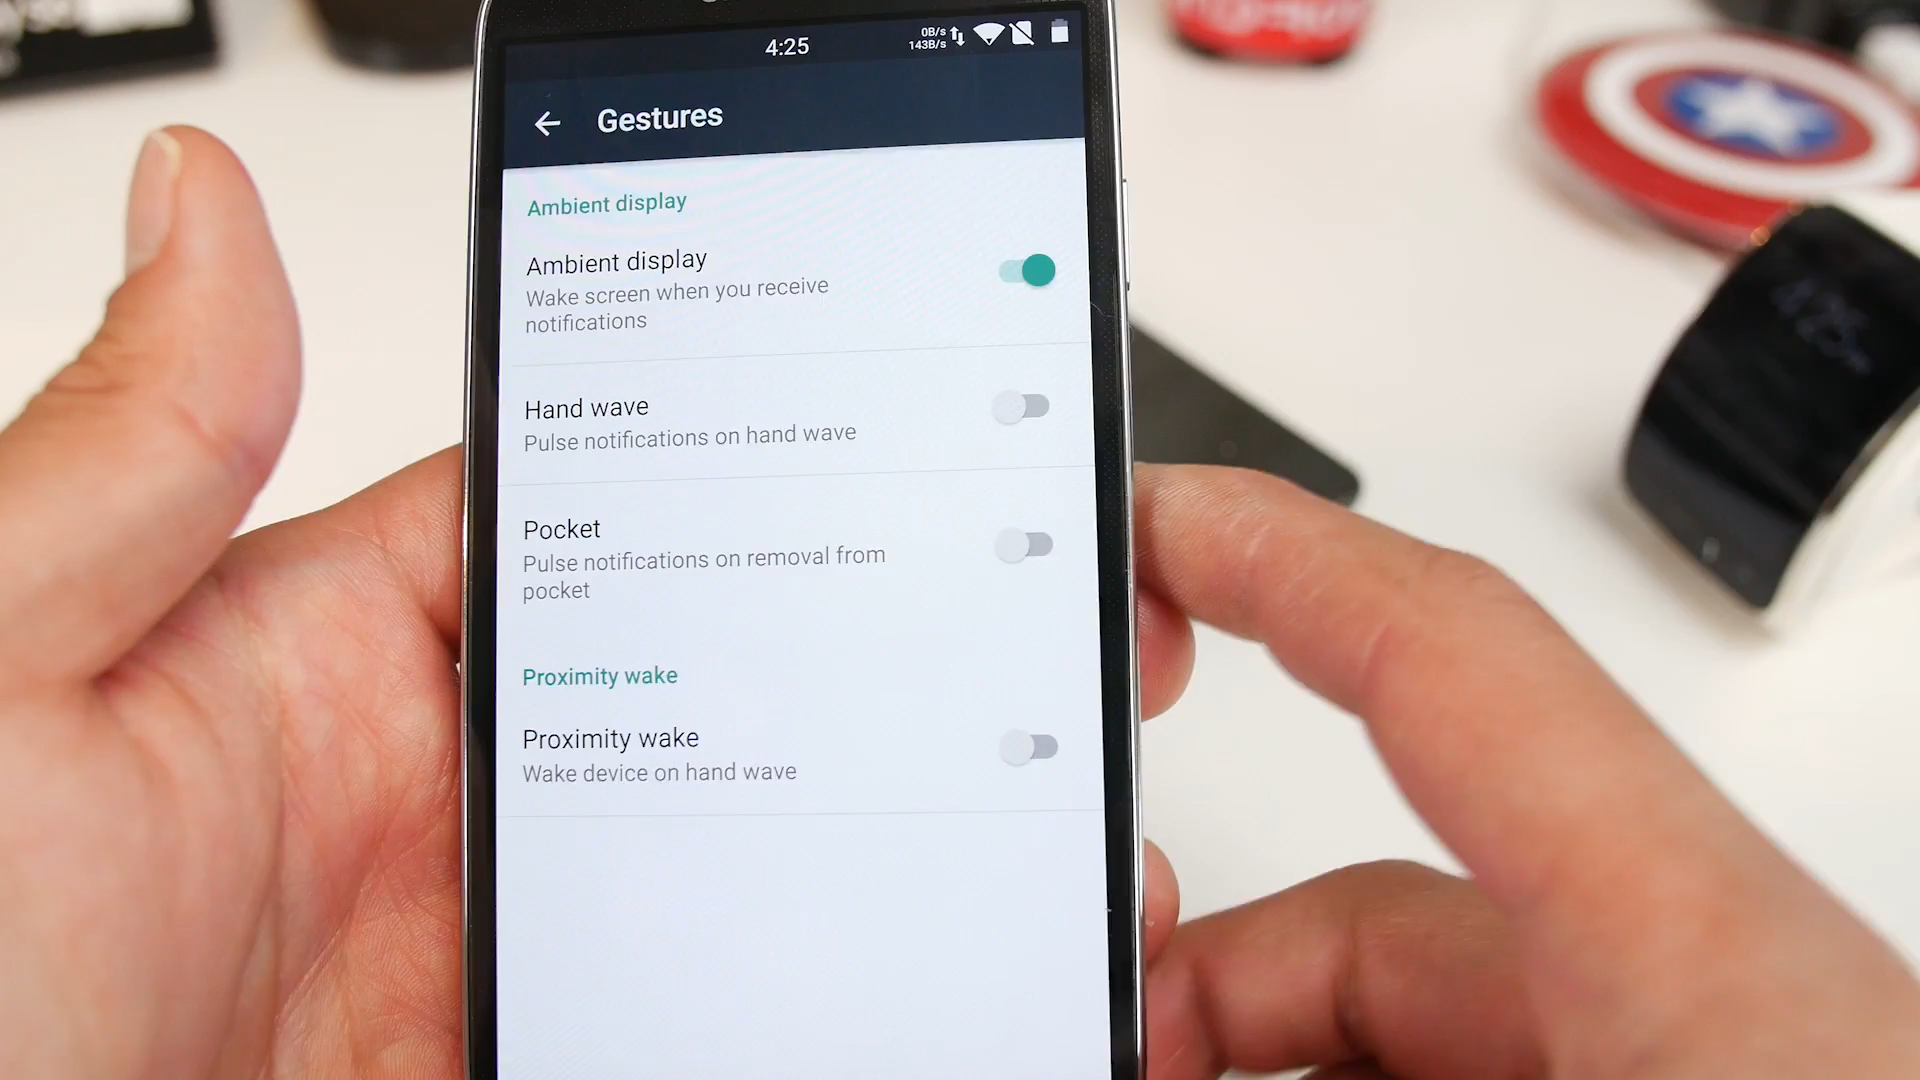 4:25
0B/s
143B/s
Gestures
Ambient display
Ambient display
Wake screen when you receive
notifications
Hand wave
Pulse notifications on hand wave
Pocket
Pulse notifications on removal from
pocket
Proximity wake
Proximity wake
Wake device on hand wave
4:25